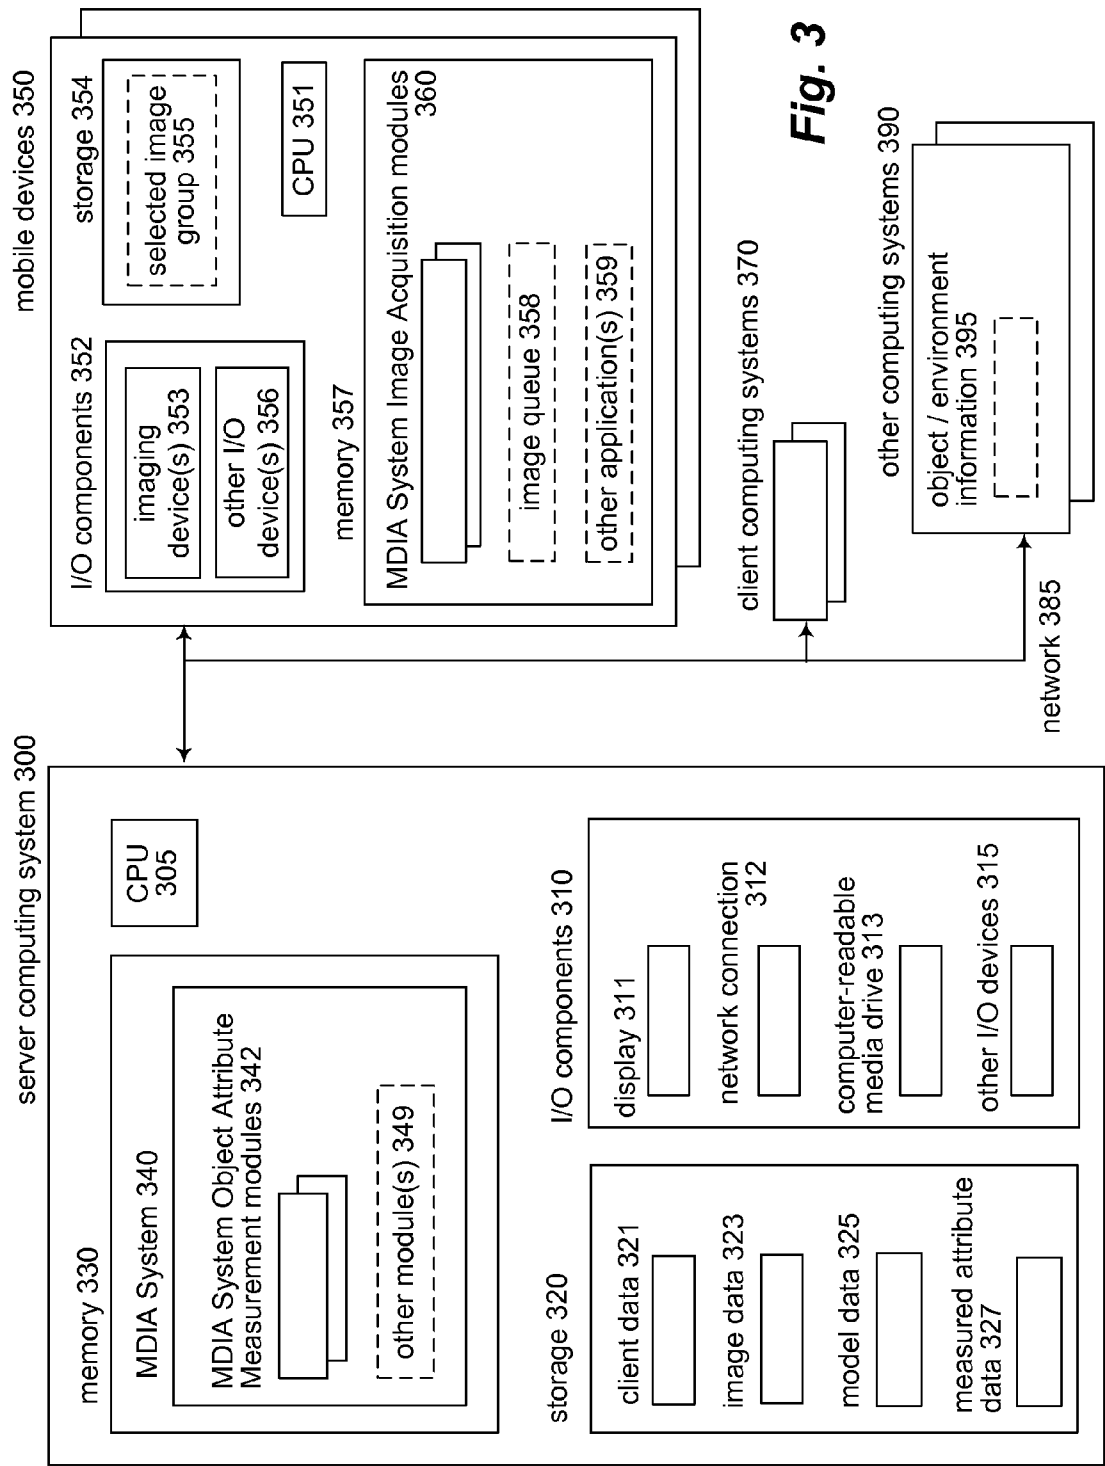 server computing system 300
memory 330
MDIA System 340
MDIA System Object Attribute
Measurement modules 342
other module(s) 349
CPU
305
storage 320
client data 321
image data 323
model data 325
measured attribute
data 327
I/O components 310
display 311
network connection
312
computer-readable
media drive 313
other I/O devices 315
mobile devices 350
I/O components 352
imaging
device(s) 353
other I/O
device(s) 356
storage 354
selected image
group 355
CPU 351
memory 357
MDIA System Image Acquisition modules
360
image queue 358
other application(s) 359
client computing systems 370
other computing systems 390
object / environment
information 395
network 385
Fig. 3